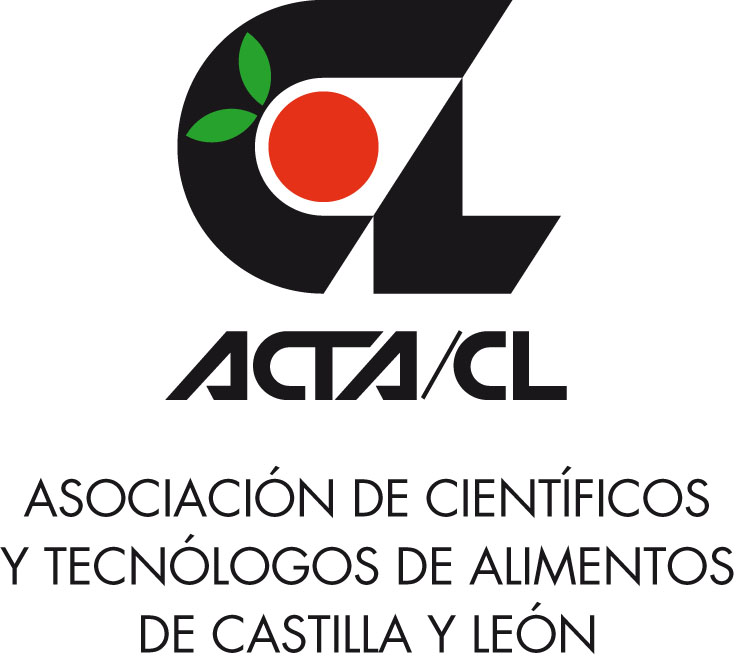 ACTA/CL
ASOCIACIÓN DE CIENTÍFICOS
Y TECNÓLOGOS DE ALIMENTOS
DE CASTILLA Y LEÓN